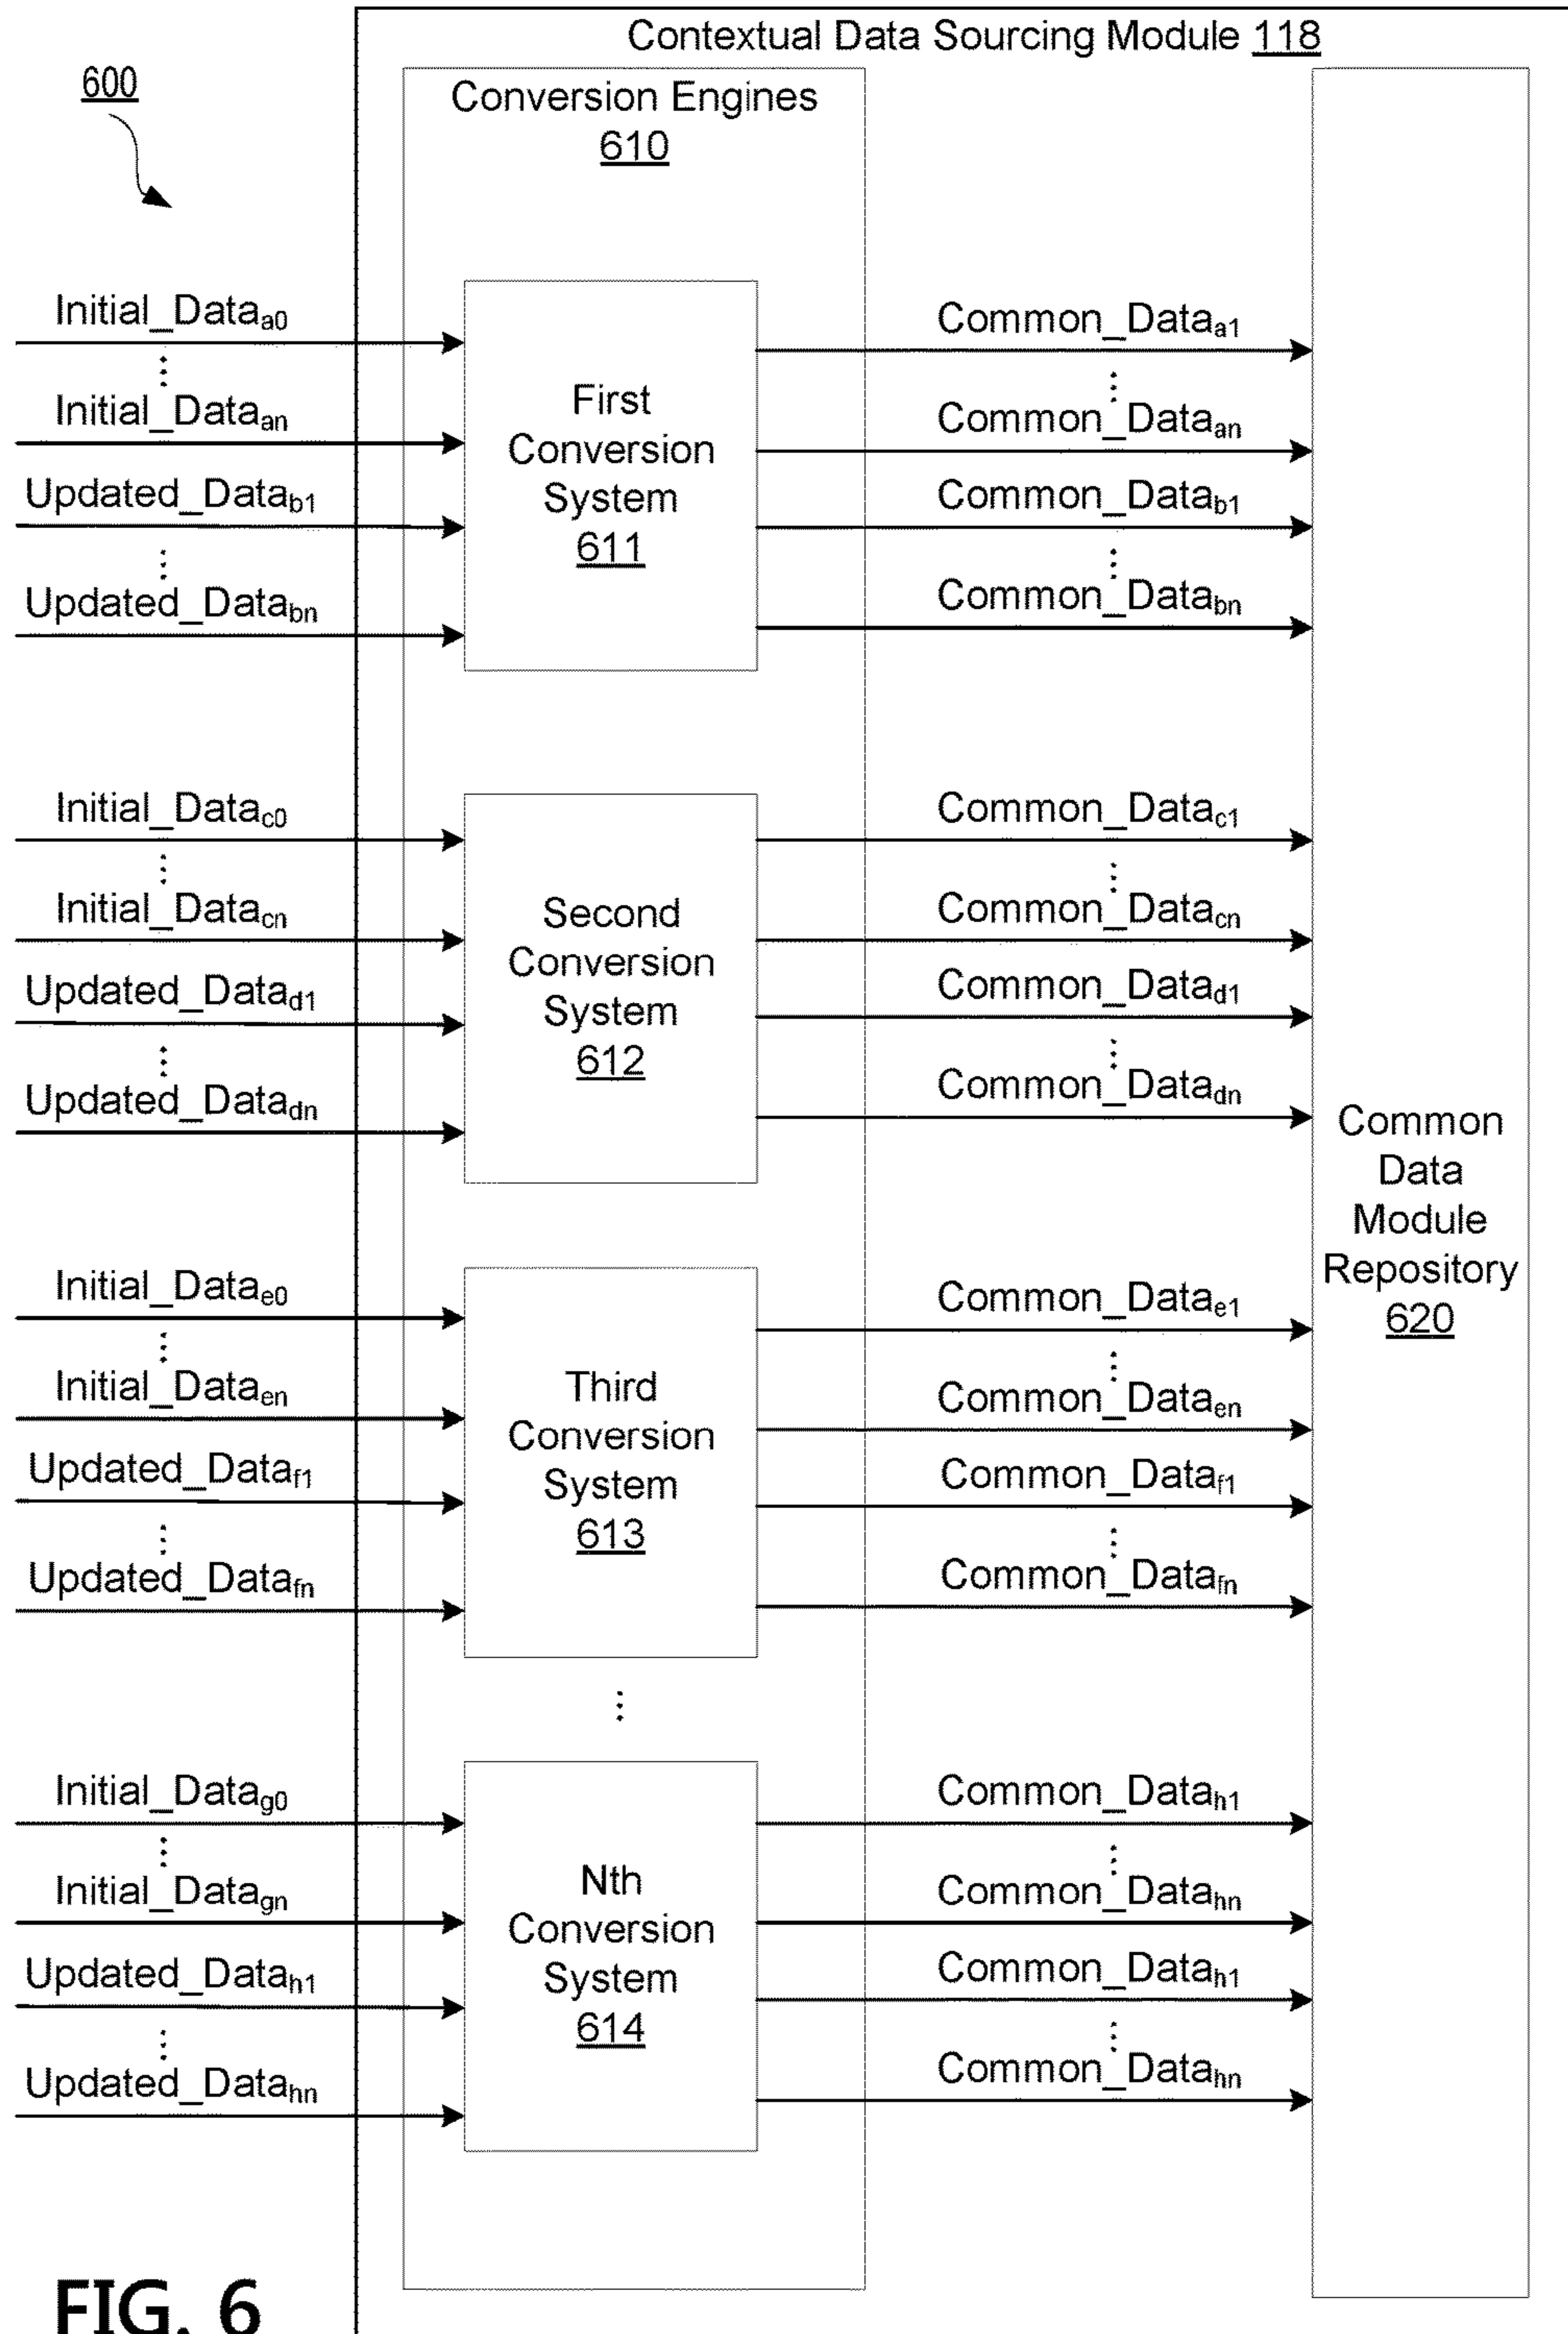 Contextual Data Sourcing Module 118
600
Conversion Engines
610
Initial_Dataa0
Initial_Dataan
Updated_Datab1
Updated_Databn
First
Conversion
System
611
Common_Dataa1
Common_Dataan
Common_Datab1
Common_Databn
Initial_Datac0
Initial_Datacn
Updated_Datad1
Updated_Datadn
Second
Conversion
System
612
Common_Datac1
Common_Datacn
Common_Datad1
Common_Datadn
Common
Data
Module
Repository
620
Initial_Datae0
Initial_Dataen
Updated_Dataf1
Updated_Datafn
Third
Conversion
System
613
Common_Datae1
Common_Dataen
Common_Dataf1
Common_Datafn
Initial_Datag0
Initial_Datagn
Updated_Datah1
Updated_Datahn
Nth
Conversion
System
614
Common_Datah1
Common_Datahn
Common_Datah1
Common_Datahn
FIG. 6